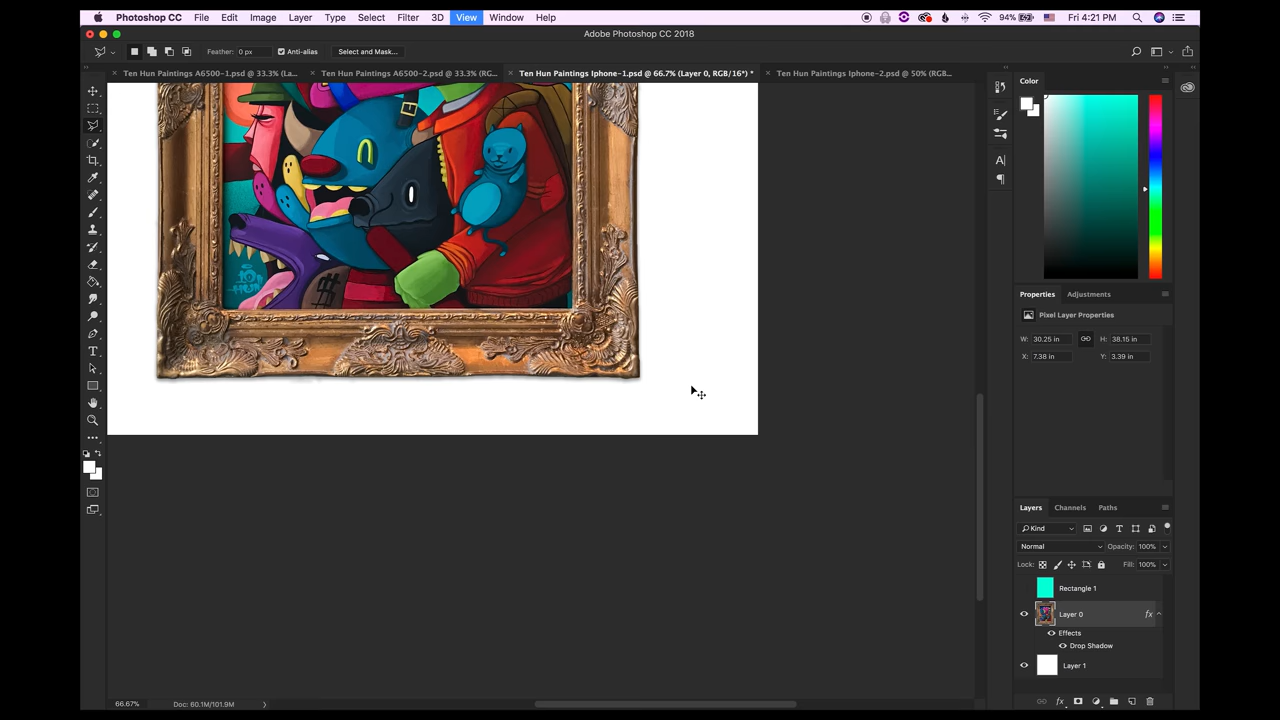 Photoshop CC File Edit Image Layer Type Select Filter 3D View Window Help 94% Fri 4:21 PM
Adobe Photoshop CC 2018
Feather: 0 px Anti-alias Select and Mask...
Ten Hun Paintings A6500-1.psd @ 33.3% (La... Ten Hun Paintings A6500-2.psd @ 33.3% (RG... Ten Hun Paintings Iphone-1.psd @ 66.7% (Layer 0, RGB/16*) * Ten Hun Paintings Iphone-2.psd @ 50% (RGB...
Color
Properties Adjustments
Pixel Layer Properties
W: 30.25 in H: 38.15 in
X: 7.38 in Y: 3.39 in
TEN
HUN
Layers Channels Paths
Kind
Normal Opacity: 100%
Lock: Fill: 100%
Rectangle 1
Layer 0 fx
Effects
Drop Shadow
Layer 1
66.67% Doc: 60.1M/101.9M fx